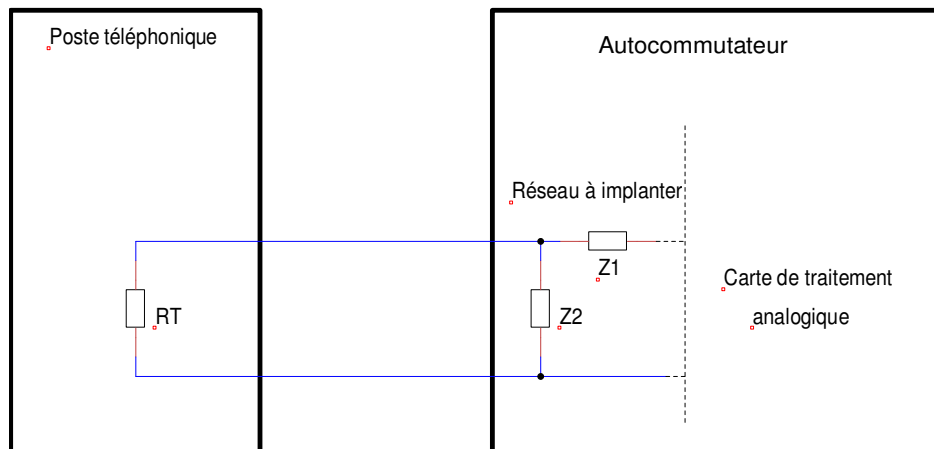 Poste téléphonique
Autocommutateur
Réseau à implanter
Z1
Carte de traitement
analogique
RT
Z2